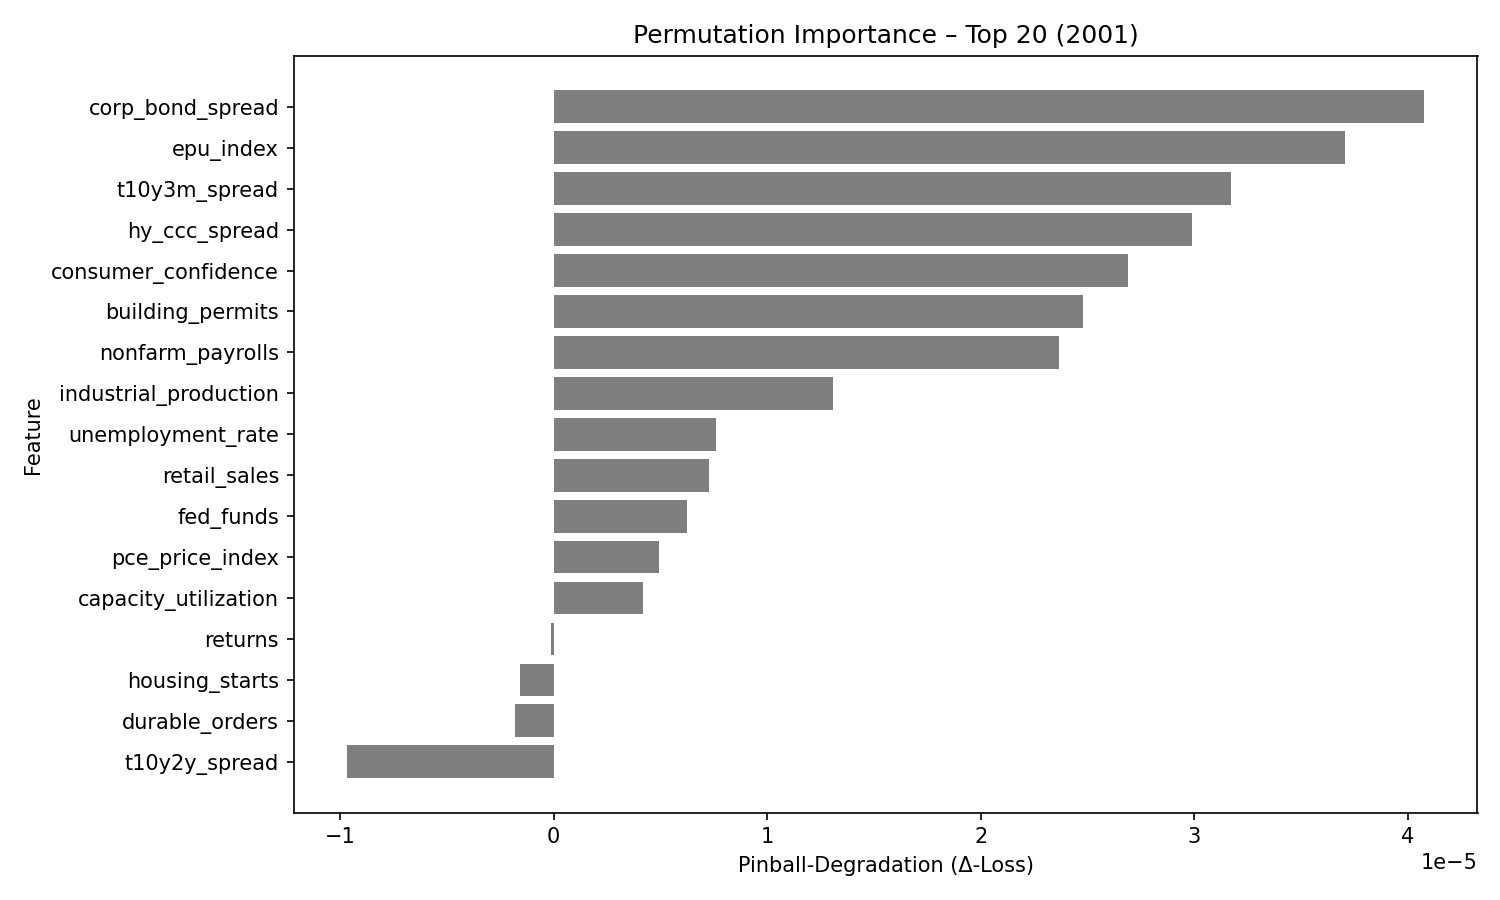 Permutation Importance – Top 20 (2001)
corp_bond_spread
epu_index
t10y3m_spread
hy_ccc_spread
consumer_confidence
building_permits
nonfarm_payrolls
industrial_production
unemployment_rate
retail_sales
fed_funds
pce_price_index
capacity_utilization
returns
housing_starts
durable_orders
t10y2y_spread
Feature
−1 0 1 2 3 4
1e−5
Pinball-Degradation (Δ-Loss)